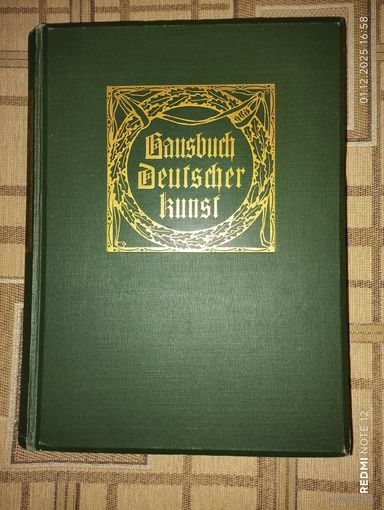 Hausbuch
Deutscher
Kunst
01.12.2025 16:58
REDMI NOTE 12